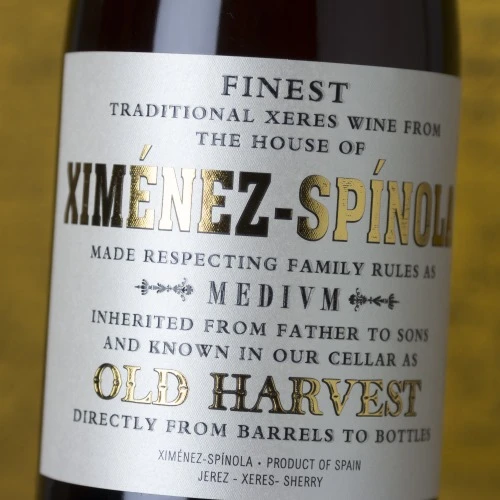 FINEST
TRADITIONAL XERES WINE FROM
THE HOUSE OF
XIMÉNEZ-SPÍNOLA
MADE RESPECTING FAMILY RULES AS
MEDIVM
INHERITED FROM FATHER TO SONS
AND KNOWN IN OUR CELLAR AS
OLD HARVEST
DIRECTLY FROM BARRELS TO BOTTLES
XIMÉNEZ-SPÍNOLA · PRODUCT OF SPAIN
JEREZ - XERES- SHERRY